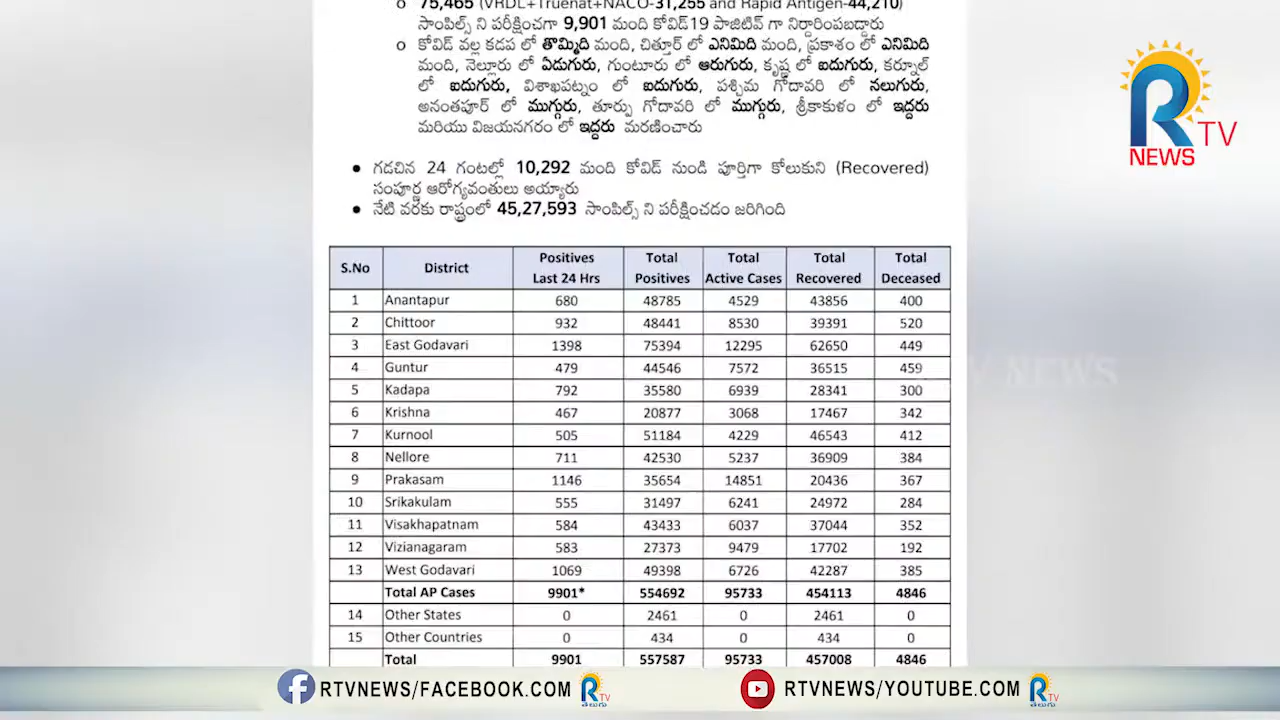 75,465 (VRDL+Truenat+NACO-31,255 and Rapid Antigen-44,210)
సాంపిల్స్ ని పరీక్షించగా 9,901 మంది కోవిడ్19 పాజిటివ్ గా నిర్ధారింపబడ్డారు
o కోవిడ్ వల్ల కడప లో తొమ్మిది మంది, చిత్తూర్ లో ఎనిమిది మంది, ప్రకాశం లో ఎనిమిది
మంది, నెల్లూరు లో ఏడుగురు, గుంటూరు లో ఆరుగురు, కృష్ణ లో ఐదుగురు, కర్నూల్
లో ఐదుగురు, విశాఖపట్నం లో ఐదుగురు, పశ్చిమ గోదావరి లో నలుగురు,
అనంతపూర్ లో ముగ్గురు, తూర్పు గోదావరి లో ముగ్గురు, శ్రీకాకుళం లో ఇద్దరు
మరియు విజయనగరం లో ఇద్దరు మరణించారు
• గడచిన 24 గంటల్లో 10,292 మంది కోవిడ్ నుండి పూర్తిగా కోలుకుని (Recovered)
సంపూర్ణ ఆరోగ్యవంతులు అయ్యారు
• నేటి వరకు రాష్ట్రంలో 45,27,593 సాంపిల్స్ ని పరీక్షించడం జరిగింది
R TV
NEWS
S.No District Positives Last 24 Hrs Total Positives Total Active Cases Total Recovered Total Deceased
1 Anantapur 680 48785 4529 43856 400
2 Chittoor 932 48441 8530 39391 520
3 East Godavari 1398 75394 12295 62650 449
4 Guntur 479 44546 7572 36515 459
5 Kadapa 792 35580 6939 28341 300
6 Krishna 467 20877 3068 17467 342
7 Kurnool 505 51184 4229 46543 412
8 Nellore 711 42530 5237 36909 384
9 Prakasam 1146 35654 14851 20436 367
10 Srikakulam 555 31497 6241 24972 284
11 Visakhapatnam 584 43433 6037 37044 352
12 Vizianagaram 583 27373 9479 17702 192
13 West Godavari 1069 49398 6726 42287 385
Total AP Cases 9901* 554692 95733 454113 4846
14 Other States 0 2461 0 2461 0
15 Other Countries 0 434 0 434 0
Total 9901 557587 95733 457008 4846
TV NEWS
RTVNEWS/FACEBOOK.COM R TV తెలుగు
RTVNEWS/YOUTUBE.COM R TV తెలుగు